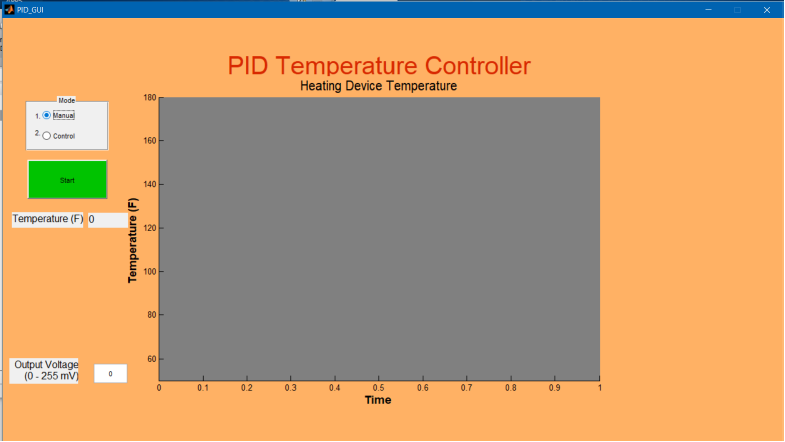 PID_GUI
PID Temperature Controller
Heating Device Temperature
Mode
1. Manual
2. Control
Start
Temperature (F) 0
Output Voltage
(0 - 255 mV)
0
Temperature (F)
180
160
140
120
100
80
60
0 0.1 0.2 0.3 0.4 0.5 0.6 0.7 0.8 0.9 1
Time